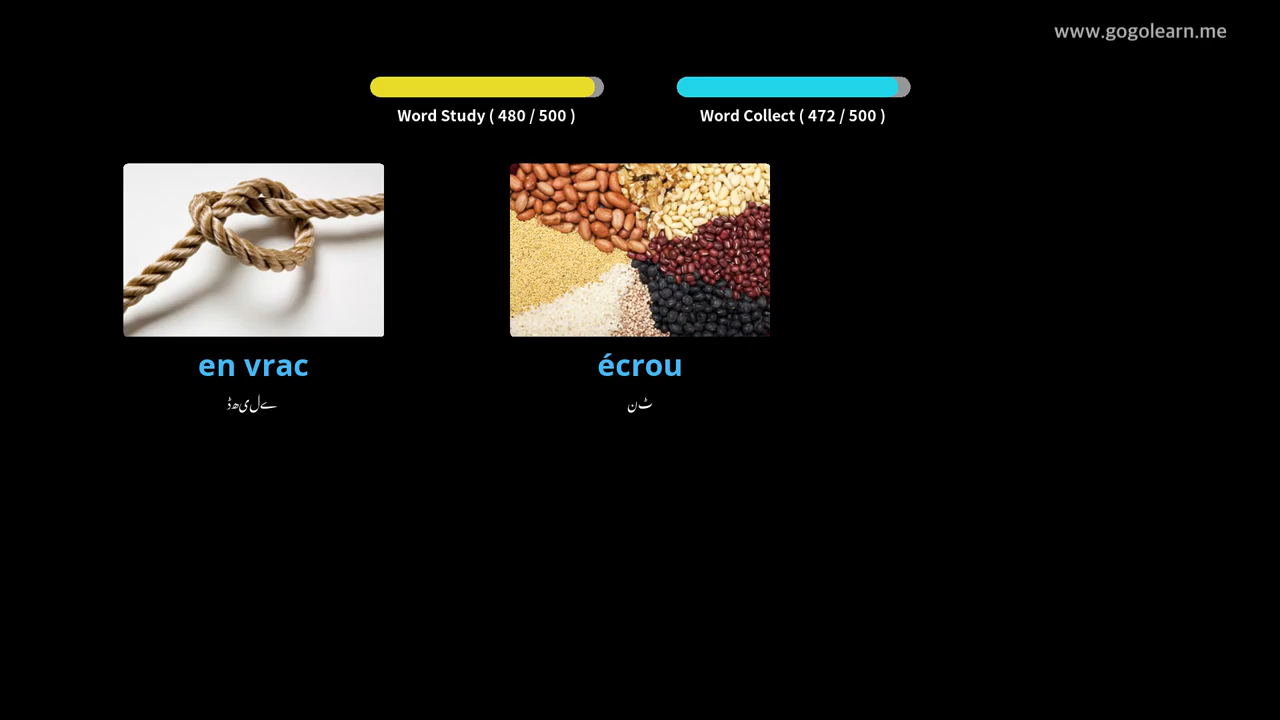 www.gogolearn.me
Word Study ( 480 / 500 )
Word Collect ( 472 / 500 )
en vrac
écrou
ڈھیلے
نٹ